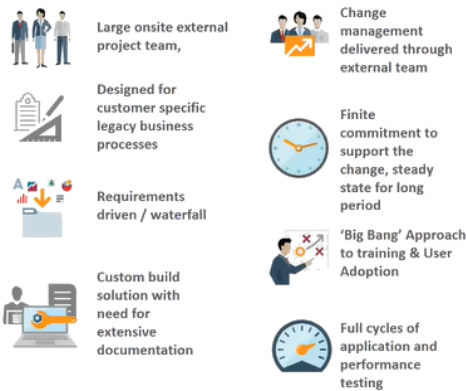 Large onsite external
project team,
Designed for
customer specific
legacy business
processes
Requirements
driven / waterfall
Custom build
solution with
need for
extensive
documentation
Change
management
delivered through
external team
Finite
commitment to
support the
change, steady
state for long
period
‘Big Bang’ Approach
to training & User
Adoption
Full cycles of
application and
performance
testing